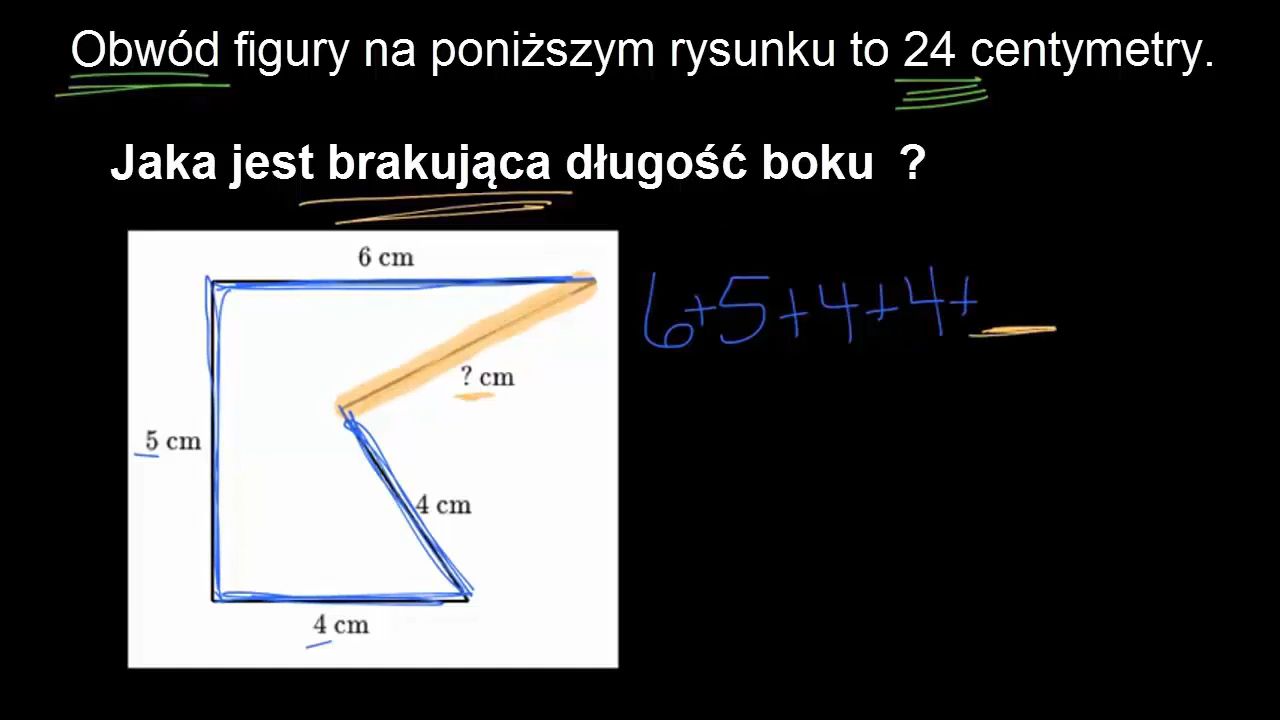 Obwód figury na poniższym rysunku to 24 centymetry.
Jaka jest brakująca długość boku ?
6 cm
6+5+4+4+
? cm
5 cm
4 cm
4 cm